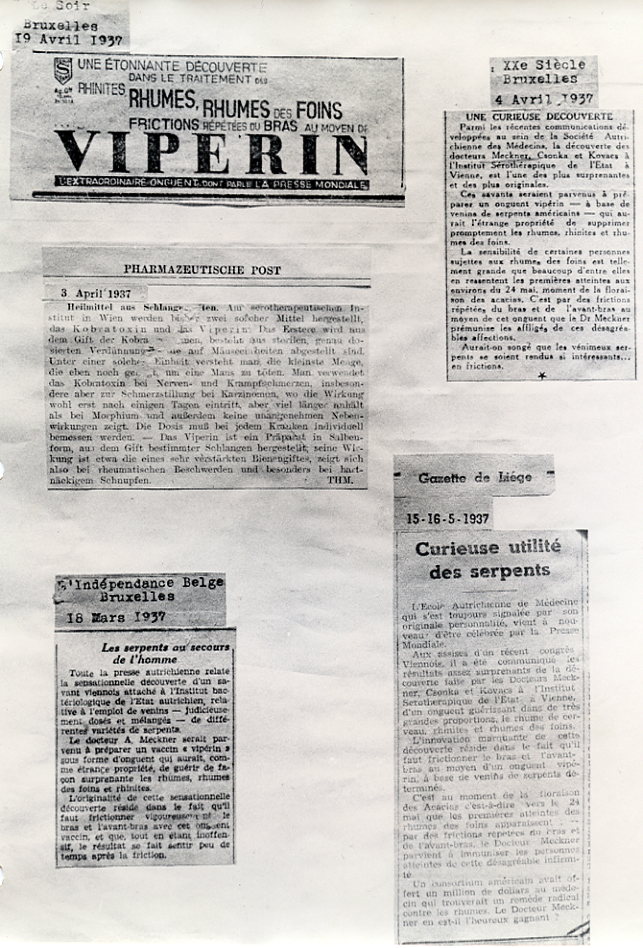 Le Soir
Bruxelles
19 Avril 1937
UNE ÉTONNANTE DÉCOUVERTE
DANS LE TRAITEMENT DES
RHINITES RHUMES, RHUMES DES FOINS
FRICTIONS RÉPÉTÉES DU BRAS AU MOYEN DE
VIPERIN
L'EXTRAORDINAIRE ONGUENT DONT PARLE LA PRESSE MONDIALE
XXe Siècle
Bruxelles
4 Avril 1937
UNE CURIEUSE DECOUVERTE
Parmi les récentes communications dé-
veloppées au sein de la Société Autri-
chienne des Médecins, la découverte des
docteurs Meckner, Csonka et Kovacs à
l'Institut Sérothérapique de l'Etat à
Vienne, est l'une des plus surprenantes
et des plus originales.
Ces savants seraient parvenus à pré-
parer un onguent vipérin — à base de
venins de serpents américains — qui au-
rait l'étrange propriété de supprimer
promptement les rhumes, rhinites et rhu-
mes des foins.
La sensibilité de certaines personnes
sujettes aux rhumes des foins est telle-
ment grande que beaucoup d'entre elles
en ressentent les premières atteintes aux
environs du 24 mai, moment de la florai-
son des acacias. C'est par des frictions
répétées du bras et de l'avant-bras au
moyen de cet onguent que le Dr Meckner
prémunise les affligés de ces désagréa-
bles affections.
Aurait-on songé que les vénimeux ser-
pents se soient rendus si intéressants...
en frictions.
PHARMAZEUTISCHE POST
3 April 1937
Heilmittel aus Schlangen ten. Am serotherapeutischen In-
stitut in Wien werden bisher zwei solcher Mittel hergestellt,
das Kobratoxin und das Viperin. Das Erstere wird aus
dem Gift der Kobra men, besteht aus sterilen, genau do-
sierten Verdünnung ie auf Mäuseeinheiten abgestellt sind.
Unter einer solchen Einheit versteht man die kleinste Menge,
die eben noch ge t, um eine Maus zu töten. Man verwendet
das Kobratoxin bei Nerven- und Krampfschmerzen, insbeson-
dere aber zur Schmerzstillung bei Karzinomen, wo die Wirkung
wohl erst nach einigen Tagen eintritt, aber viel länger anhält
als bei Morphium und außerdem keine unangenehmen Neben-
wirkungen zeigt. Die Dosis muß bei jedem Kranken individuell
bemessen werden. — Das Viperin ist ein Präparat in Salben-
form, aus dem Gift bestimmter Schlangen hergestellt; seine Wir-
kung ist etwa die eines sehr verstärkten Bienengiftes, zeigt sich
also bei rheumatischen Beschwerden und besonders bei hart-
näckigem Schnupfen. THM.
Gazette de Liége
15-16-5-1937
Curieuse utilité
des serpents
L'Ecole Autrichienne de Médecine
qui s'est toujours signalée par son
originale personnalité, vient à nou-
veau d'être célébrée par la Presse
Mondiale.
Aux assises d'un récent congrès
Viennois, il a été communiqué les
résultats assez surprenants de la dé-
couverte faite par les Docteurs Meck-
ner, Csonka et Kovacs à l'Institut
Serotherapique de l'Etat à Vienne,
d'un onguent guérissant dans de très
grandes proportions, le rhume de cer-
veau, rhinites et rhumes des foins.
L'innovation marquante de cette
découverte réside dans le fait qu'il
faut frictionner le bras et l'avant-
bras au moyen d'un onguent vipé-
rin, à base de venins de serpents dé-
terminés.
C'est au moment de la floraison
des Acacias c'est-à-dire vers le 24
mai que les premières atteintes des
rhumes des foins apparaissent ; —
par des frictions répétées du bras et
de l'avant-bras, le Docteur Meckner
parvient à immuniser les personnes
atteintes de cette désagréable infirmi-
té
Un consortium américain avait of-
fert un million de dollars au méde-
cin qui trouverait un remède radical
contre les rhumes. Le Docteur Meck-
ner en est-il l'heureux gagnant ?
L'Indépendance Belge
Bruxelles
18 Mars 1937
Les serpents au secours
de l'homme
Toute la presse autrichienne relate
la sensationnelle découverte d'un sa-
vant viennois attaché à l'Institut bac-
tériologique de l'Etat autrichien, rela-
tive à l'emploi de venins — judicieuse-
ment dosés et mélangés — de diffé-
rentes variétés de serpents.
Le docteur A. Meckner serait par-
venu à préparer un vaccin « vipérin »
sous forme d'onguent qui aurait, com-
me étrange propriété, de guérir de fa-
çon surprenante les rhumes, rhumes
des foins et rhinites.
L'originalité de cette sensationnelle
découverte réside dans le fait qu'il
faut frictionner vigoureusement le
bras et l'avant-bras avec cet onguent
vaccin, et que, tout en étant inoffen-
sif, le résultat se fait sentir peu de
temps après la friction.